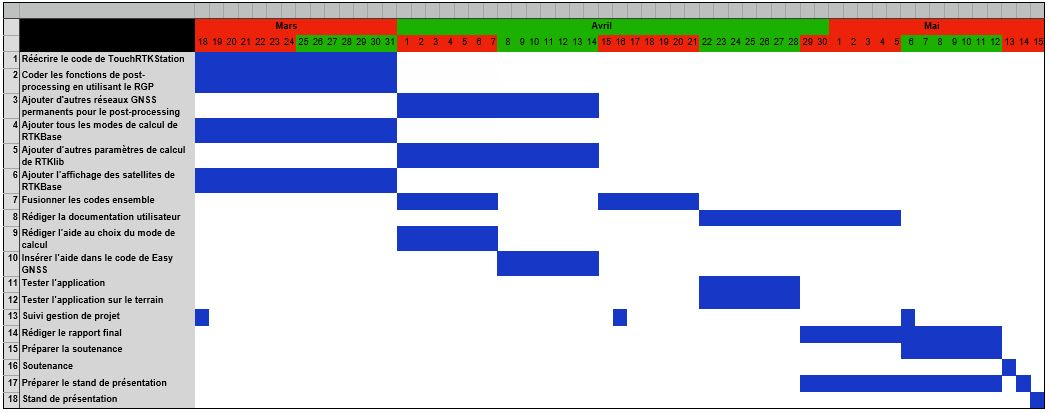 Mars Avril Mai
18 19 20 21 22 23 24 25 26 27 28 29 30 31 1 2 3 4 5 6 7 8 9 10 11 12 13 14 15 16 17 18 19 20 21 22 23 24 25 26 27 28 29 30 1 2 3 4 5 6 7 8 9 10 11 12 13 14 15
1 Réécrire le code de TouchRTKStation
2 Coder les fonctions de post-
processing en utilisant le RGP
3 Ajouter d'autres réseaux GNSS
permanents pour le post-processing
4 Ajouter tous les modes de calcul de
RTKBase
5 Ajouter d'autres paramètres de calcul
de RTKlib
6 Ajouter l'affichage des satellites de
RTKBase
7 Fusionner les codes ensemble
8 Rédiger la documentation utilisateur
9 Rédiger l'aide au choix du mode de
calcul
10 Insérer l'aide dans le code de Easy
GNSS
11 Tester l'application
12 Tester l'application sur le terrain
13 Suivi gestion de projet
14 Rédiger le rapport final
15 Préparer la soutenance
16 Soutenance
17 Préparer le stand de présentation
18 Stand de présentation